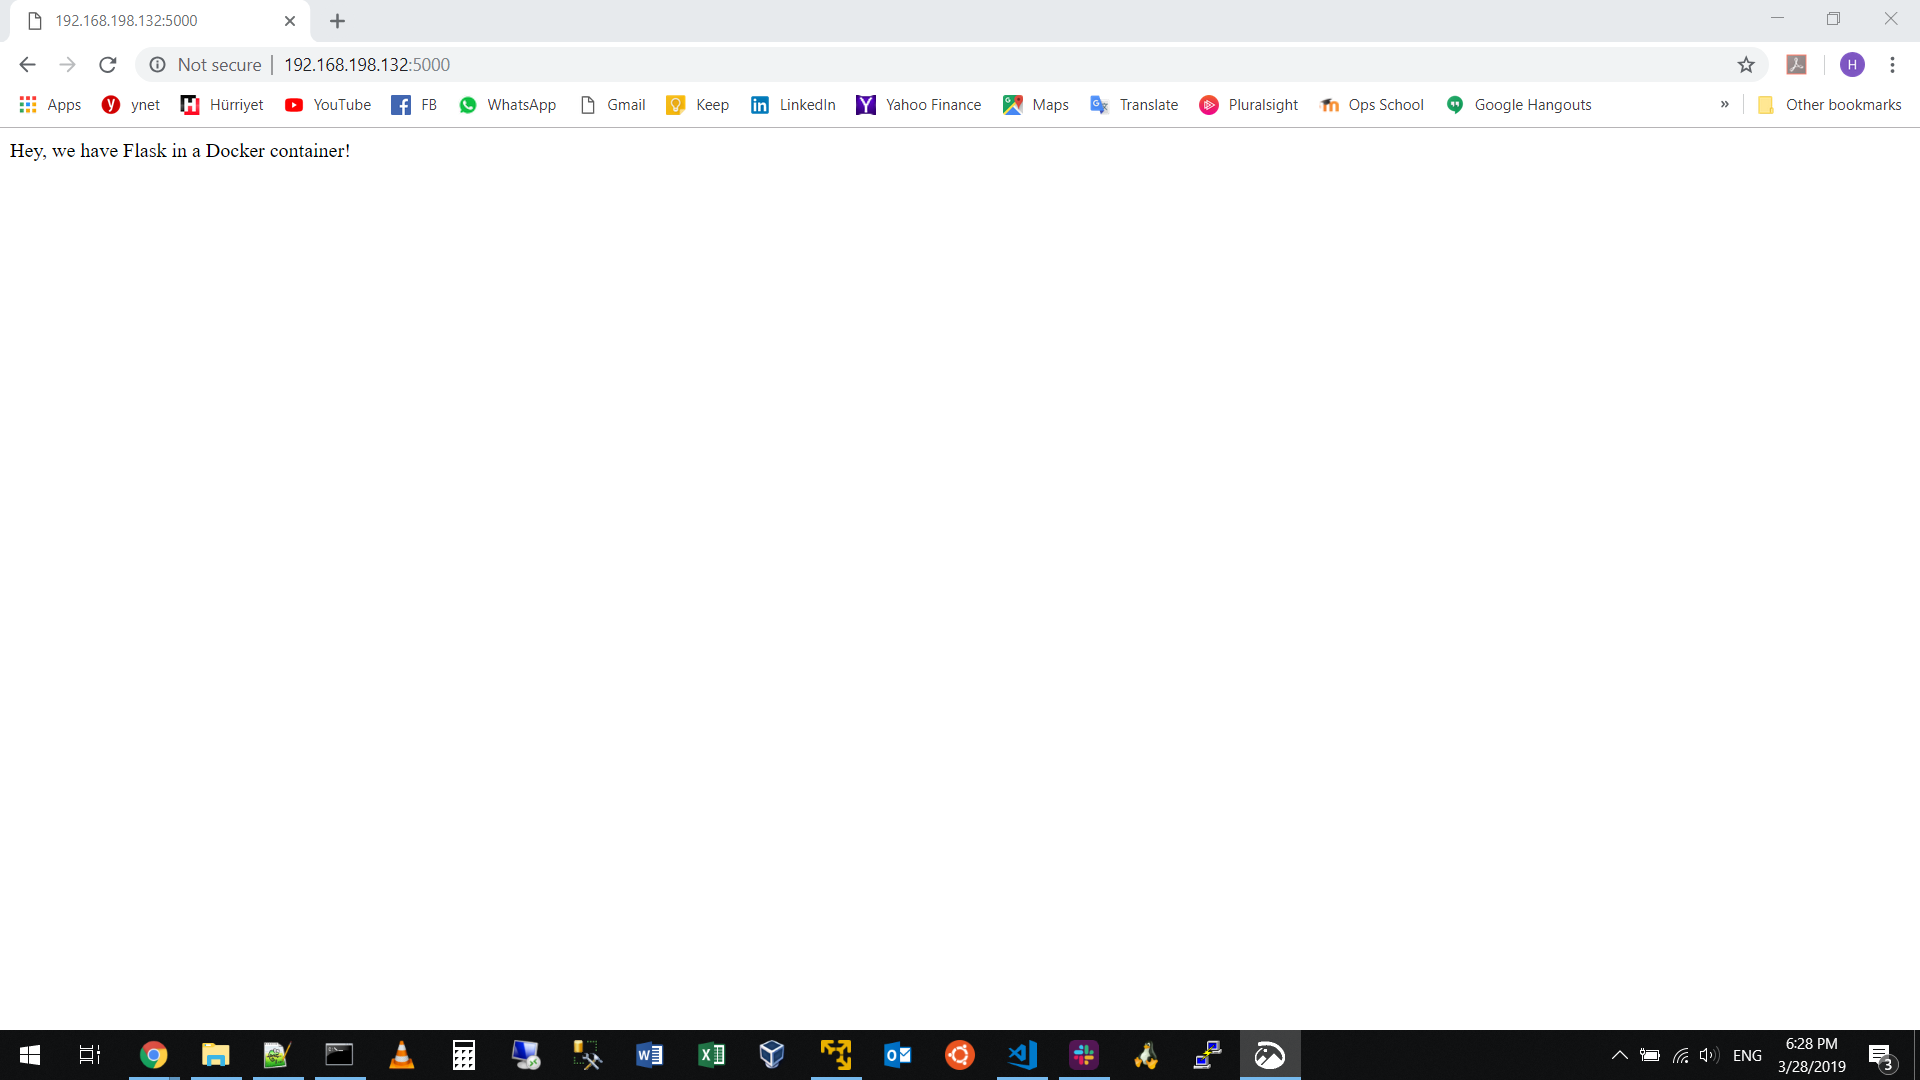 192.168.198.132:5000
Not secure | 192.168.198.132:5000
Apps ynet Hürriyet YouTube FB WhatsApp Gmail Keep LinkedIn Yahoo Finance Maps Translate Pluralsight Ops School Google Hangouts » Other bookmarks
Hey, we have Flask in a Docker container!
ENG
6:28 PM
3/28/2019
3